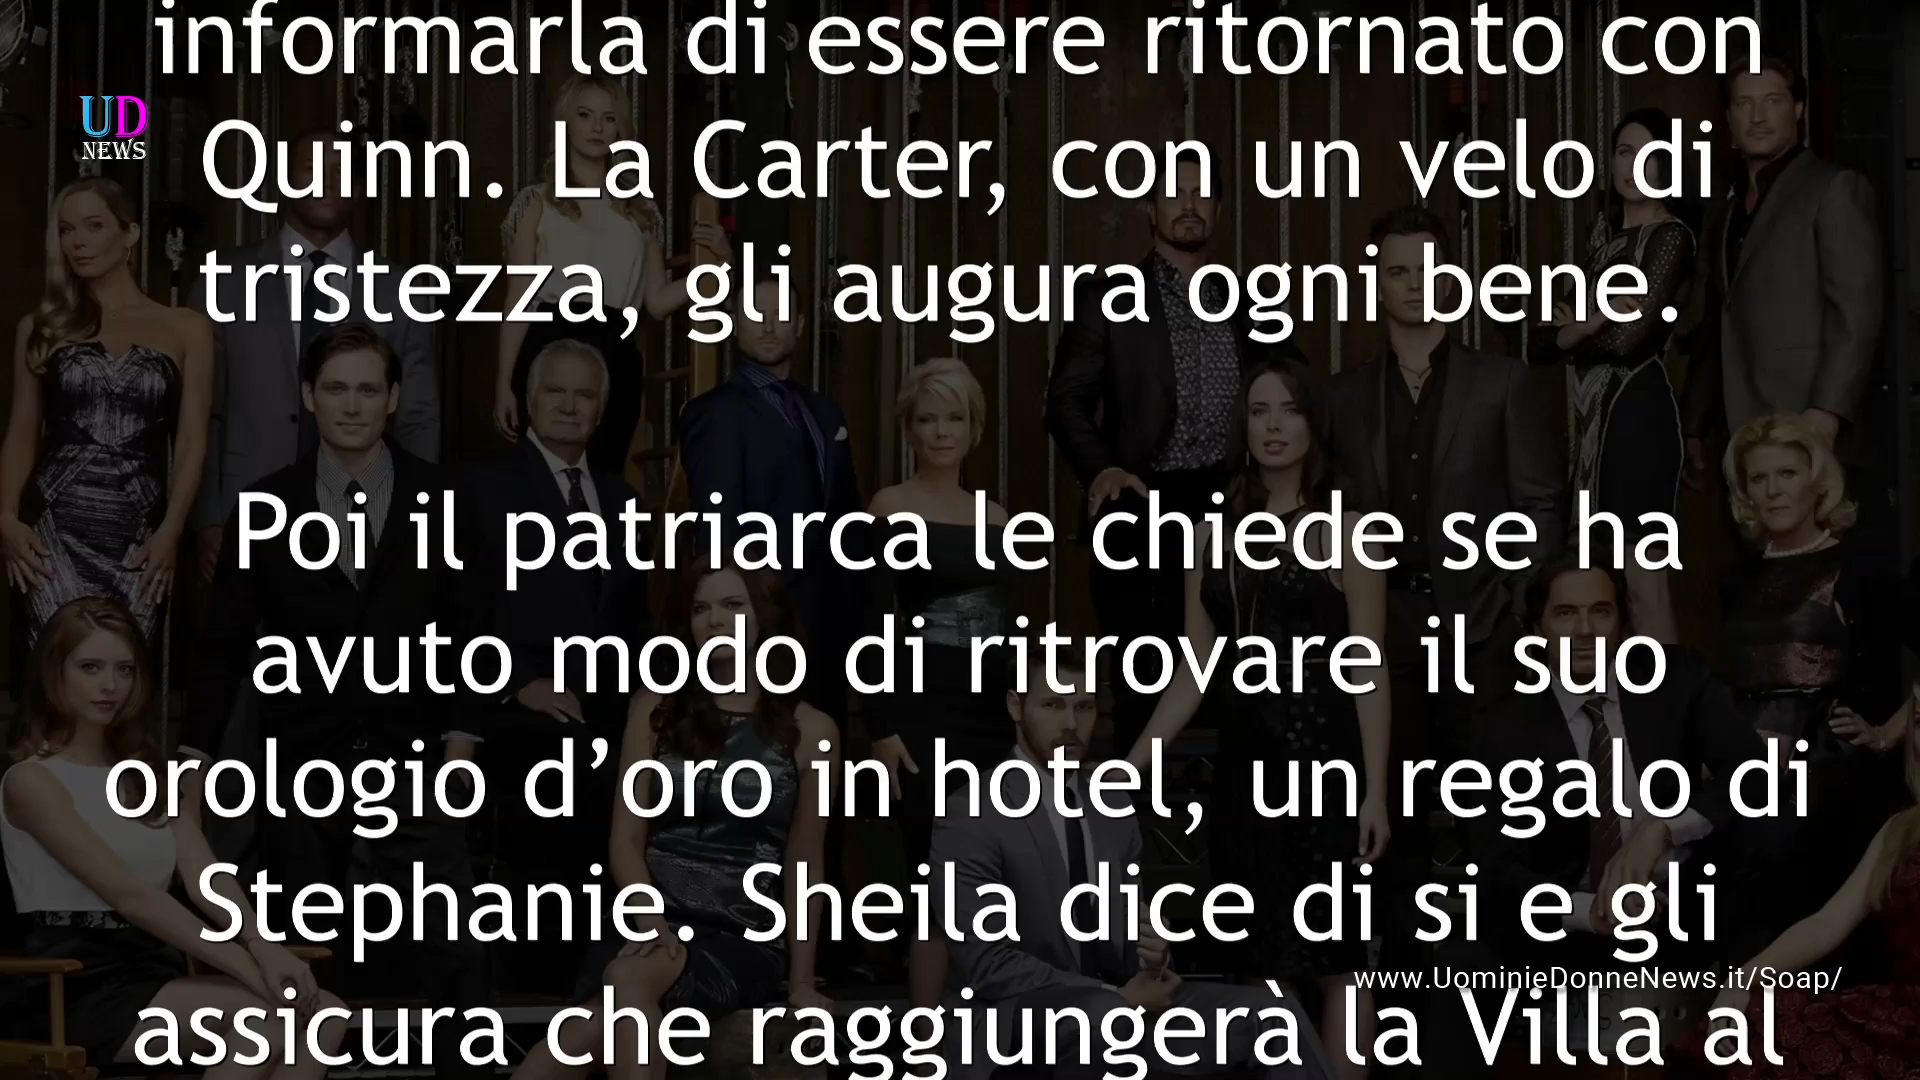 informarla di essere ritornato con
UD
NEWS
Quinn. La Carter, con un velo di
tristezza, gli augura ogni bene.
Poi il patriarca le chiede se ha
avuto modo di ritrovare il suo
orologio d’oro in hotel, un regalo di
Stephanie. Sheila dice di si e gli
www.UominieDonneNews.it/Soap/
assicura che raggiungerà la Villa al